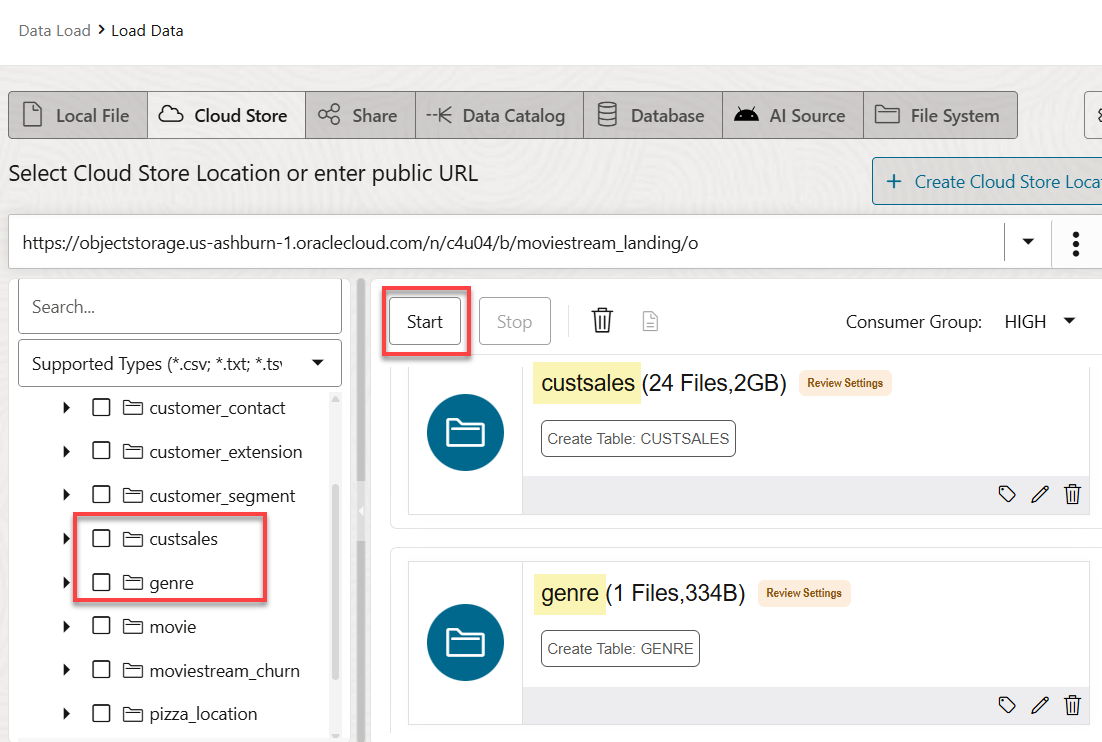 Data Load > Load Data
Local File
Cloud Store
Share
Data Catalog
Database
AI Source
File System
Select Cloud Store Location or enter public URL
+ Create Cloud Store Loca
https://objectstorage.us-ashburn-1.oraclecloud.com/n/c4u04/b/moviestream_landing/o
Search...
Supported Types (*.csv; *.txt; *.tsv
customer_contact
customer_extension
customer_segment
custsales
genre
movie
moviestream_churn
pizza_location
Start
Stop
Consumer Group: HIGH
custsales (24 Files,2GB) Review Settings
Create Table: CUSTSALES
genre (1 Files,334B) Review Settings
Create Table: GENRE